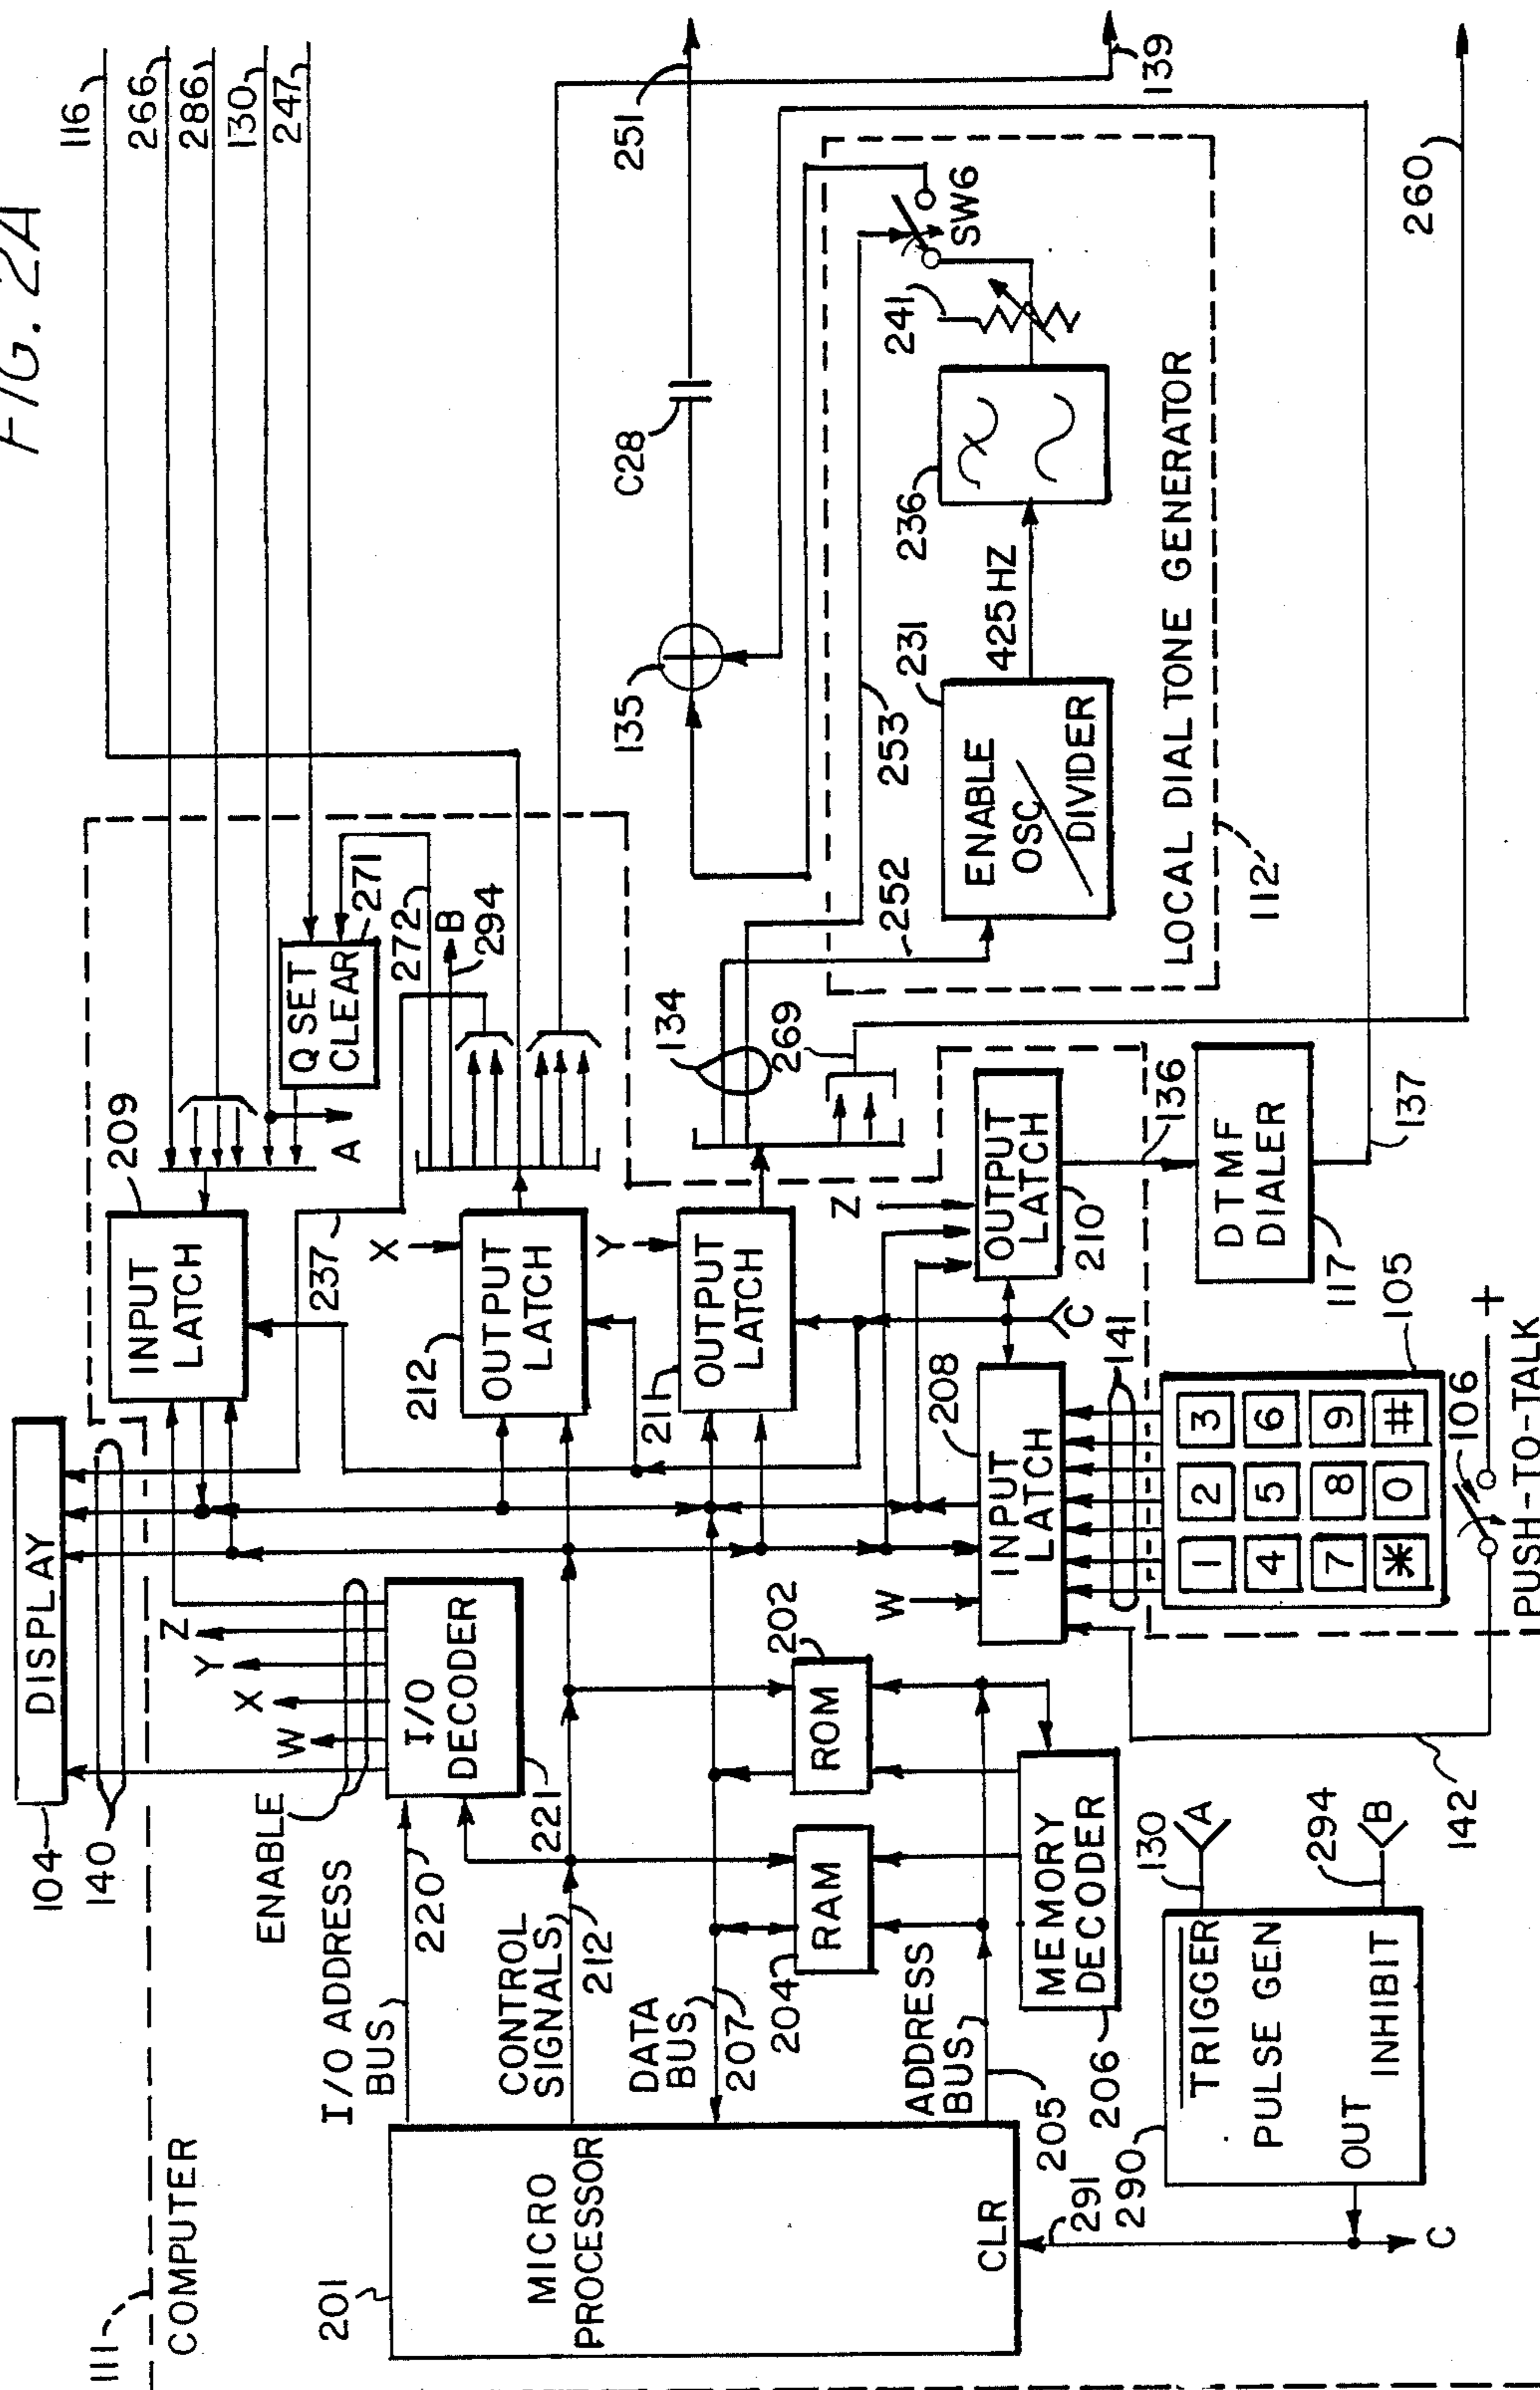 FIG. 2A
111
COMPUTER
104
DISPLAY
140
116
266
286
130
247
201
MICRO
PROCESSOR
CLR
291
I/O ADDRESS
BUS
220
CONTROL
SIGNALS
212
DATA
BUS
207
ADDRESS
BUS
205
ENABLE
W
X
Y
Z
I/O
DECODER
221
204
RAM
202
ROM
MEMORY
DECODER
206
209
INPUT
LATCH
237
A
Q SET
CLEAR
271
272
B
294
X
212
OUTPUT
LATCH
Y
211
OUTPUT
LATCH
134
269
Z
OUTPUT
LATCH
210
C
W
208
INPUT
LATCH
141
136
DTMF
DIALER
117
137
1
2
3
4
5
6
7
8
9
*
0
#
105
106
+
PUSH-TO-TALK
142
290
TRIGGER
PULSE GEN
OUT
INHIBIT
130
A
294
B
C
135
C28
251
139
253
252
ENABLE
OSC/
DIVIDER
231
425HZ
236
241
SW6
LOCAL DIALTONE GENERATOR
112
260